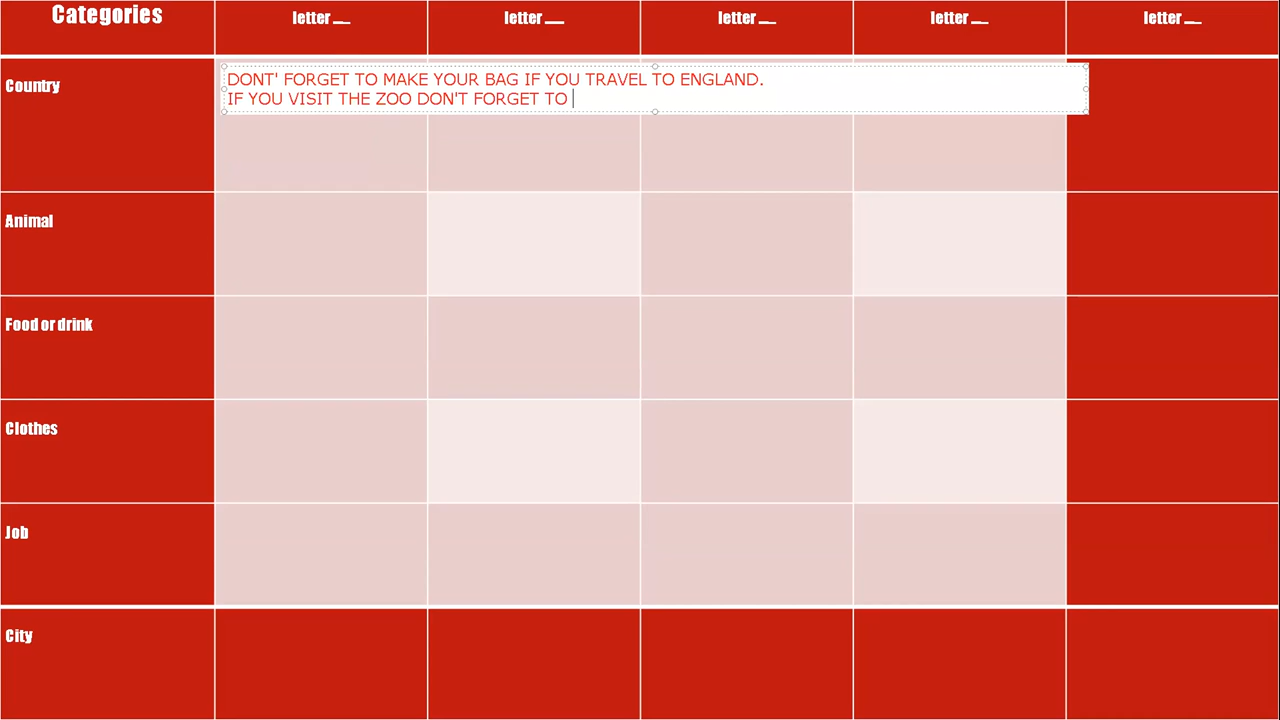 Categories
letter __
letter __
letter __
letter __
letter __
Country
DONT' FORGET TO MAKE YOUR BAG IF YOU TRAVEL TO ENGLAND.
IF YOU VISIT THE ZOO DON'T FORGET TO
Animal
Food or drink
Clothes
Job
City